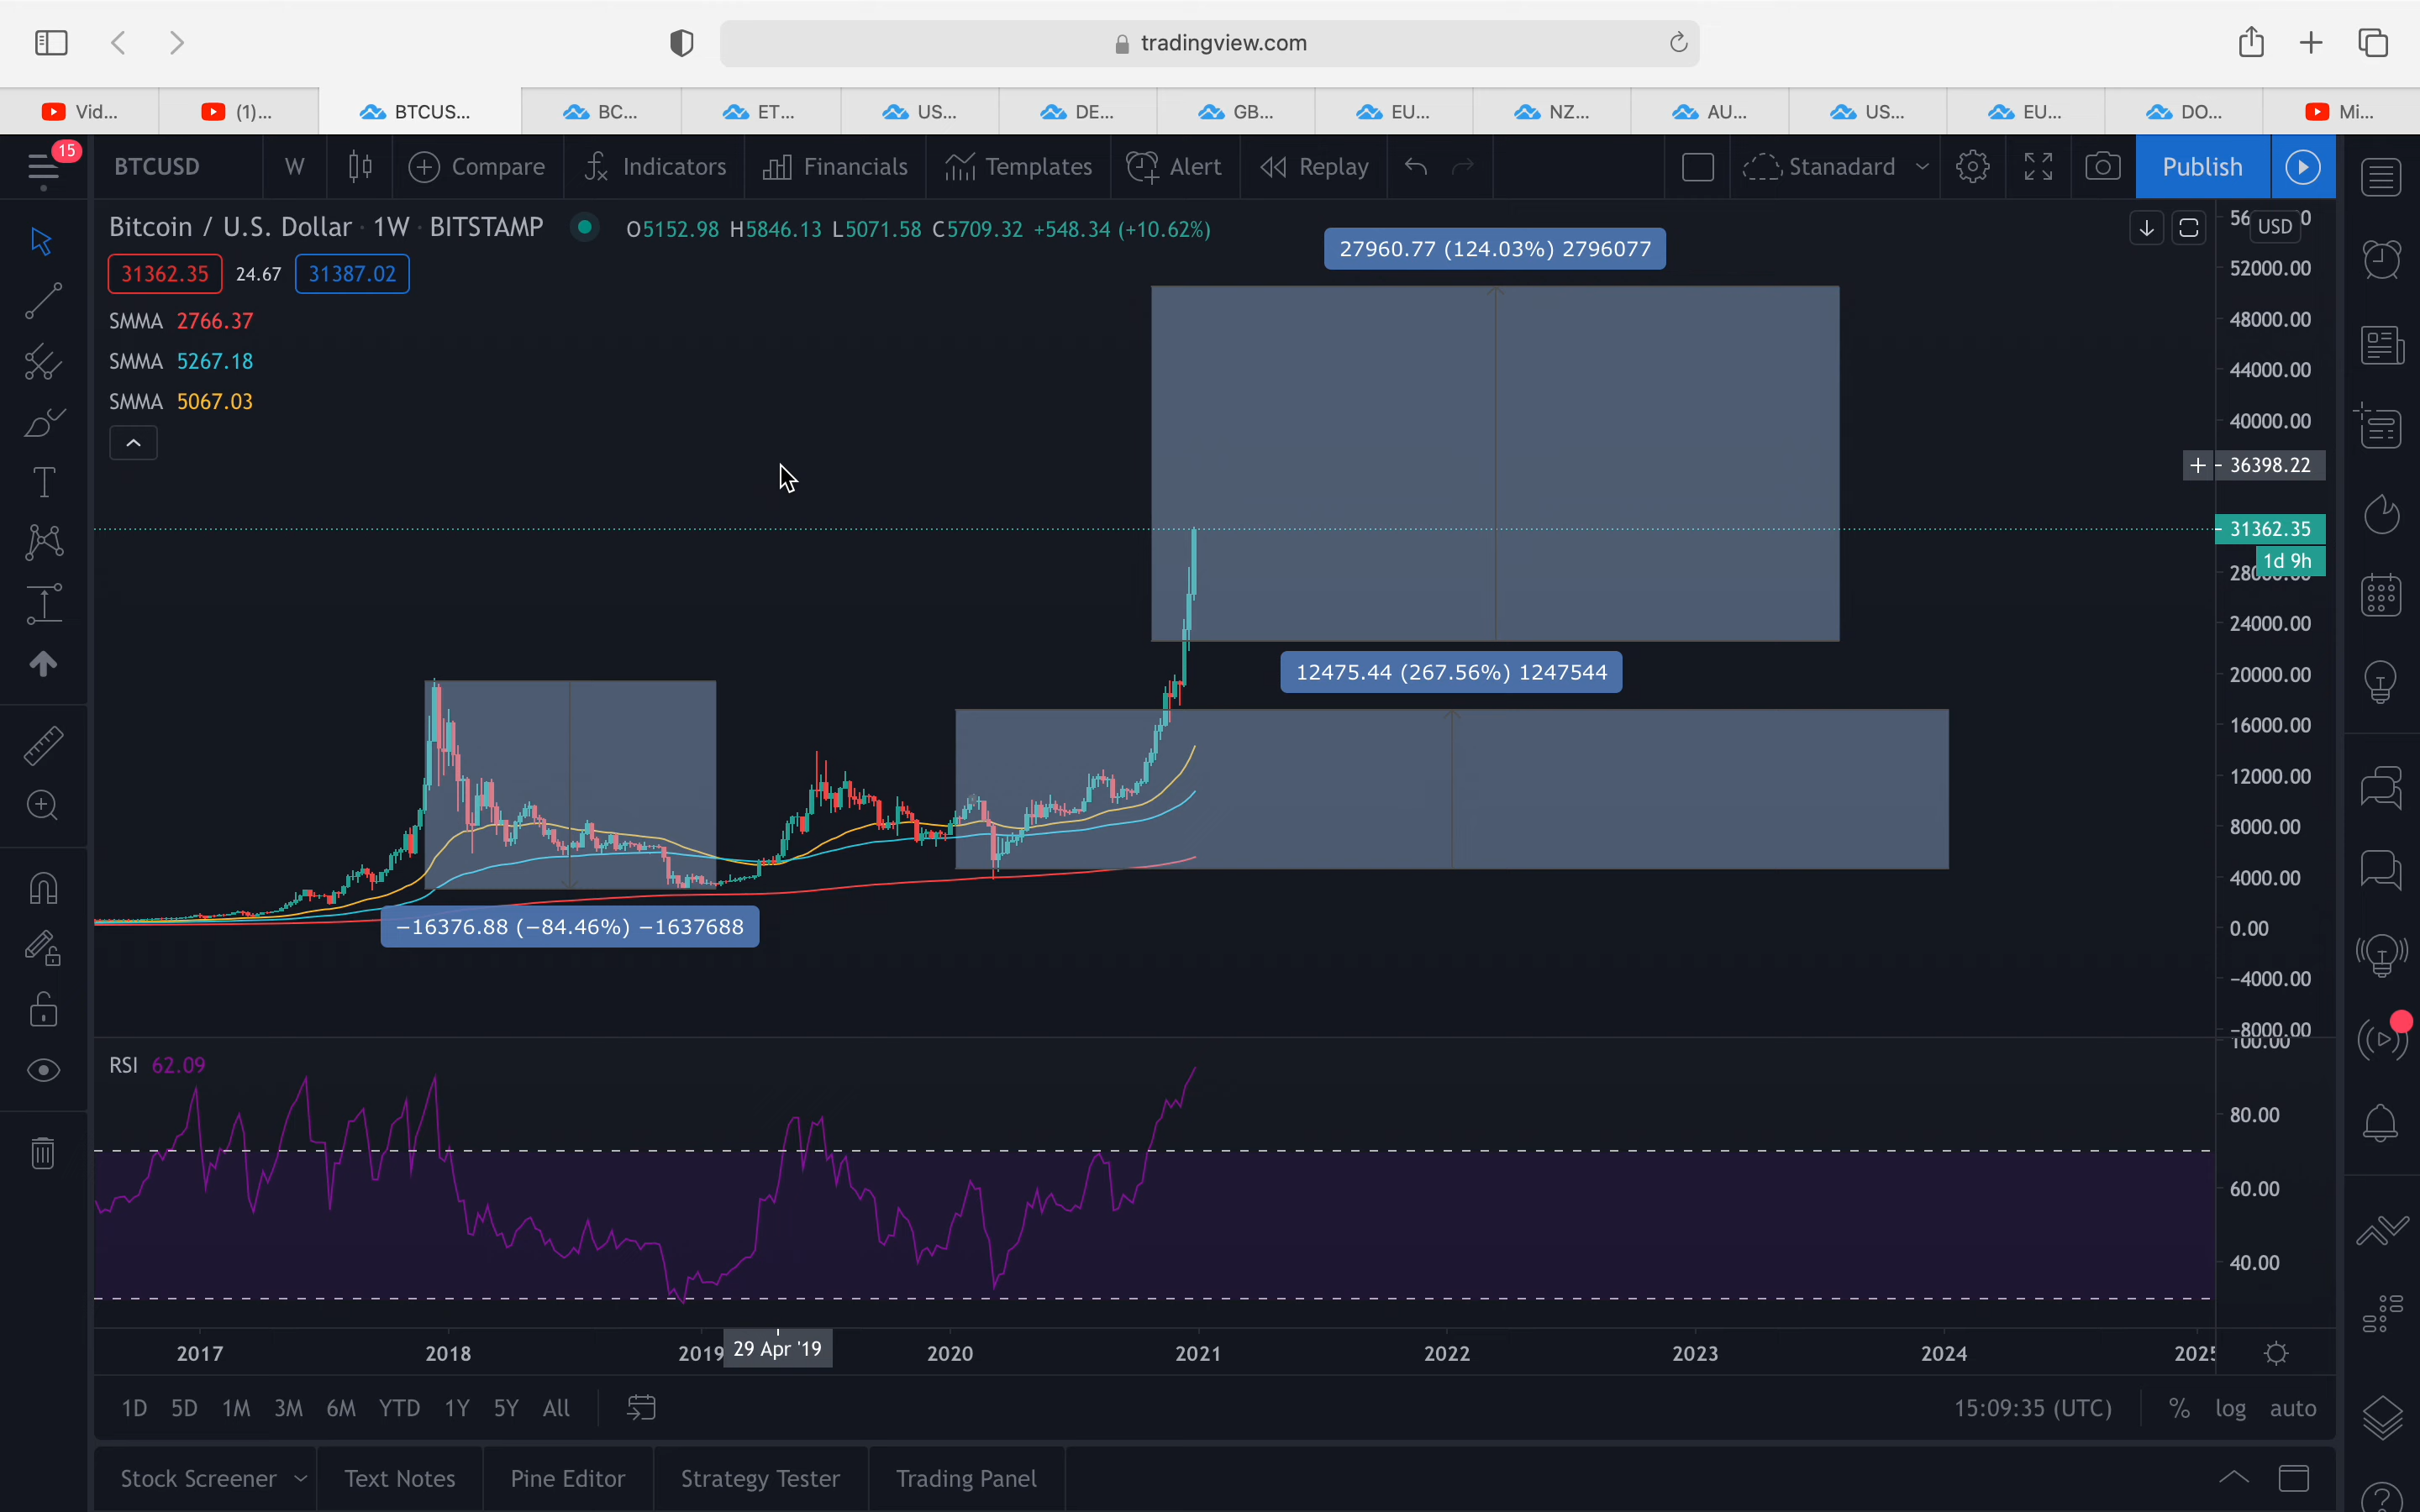 tradingview.com
Vid... (1)... BTCUS... BC... ET... US... DE... GB... EU... NZ... AU... US... EU... DO... Mi...
15 BTCUSD W Compare Indicators Financials Templates Alert Replay Stanadard Publish
Bitcoin / U.S. Dollar · 1W · BITSTAMP O5152.98 H5846.13 L5071.58 C5709.32 +548.34 (+10.62%)
USD
31362.35 24.67 31387.02
SMMA 2766.37
SMMA 5267.18
SMMA 5067.03
27960.77 (124.03%) 2796077
12475.44 (267.56%) 1247544
−16376.88 (−84.46%) −1637688
52000.00
48000.00
44000.00
40000.00
36398.22
31362.35
1d 9h
24000.00
20000.00
16000.00
12000.00
8000.00
4000.00
0.00
−4000.00
−8000.00
RSI 62.09
100.00
80.00
60.00
40.00
2017 2018 2019 29 Apr '19 2020 2021 2022 2023 2024 2025
1D 5D 1M 3M 6M YTD 1Y 5Y All 15:09:35 (UTC) % log auto
Stock Screener Text Notes Pine Editor Strategy Tester Trading Panel